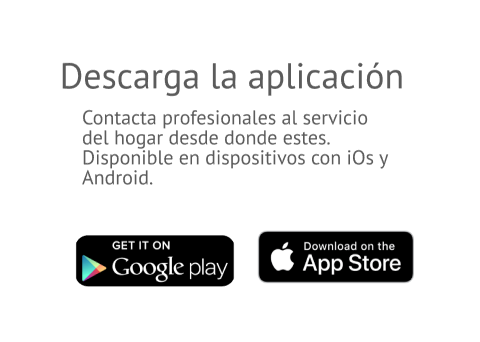 Descarga la aplicación
Contacta profesionales al servicio
del hogar desde donde estes.
Disponible en dispositivos con iOs y
Android.
GET IT ON
Google play
Download on the
App Store